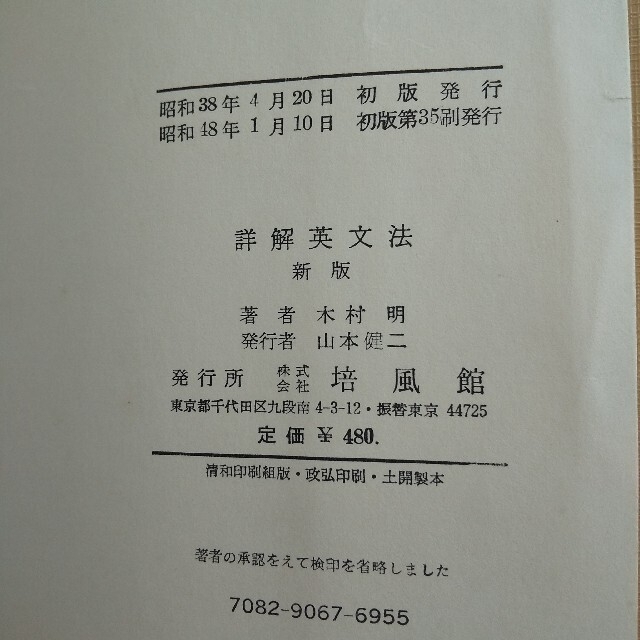 昭和38年4月20日 初版発行
昭和48年1月10日 初版第35刷発行
詳解英文法
新版
著者 木村明
発行者 山本健二
発行所 株式会社 培風館
東京都千代田区九段南4-3-12・振替東京44725
定価¥480.
清和印刷組版・政弘印刷・土開製本
著者の承認をえて検印を省略しました
7082-9067-6955